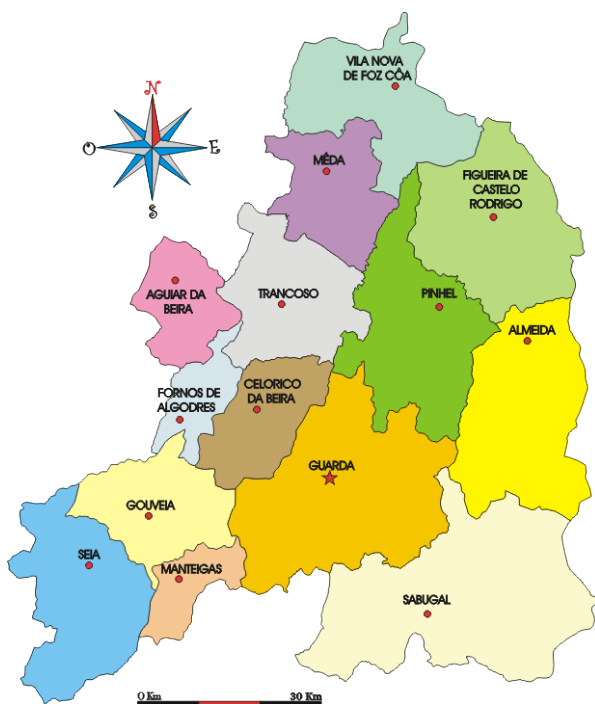 VILA NOVA
DE FOZ CÔA
N
O
E
S
MÊDA
FIGUEIRA DE
CASTELO
RODRIGO
AGUIAR DA
BEIRA
TRANCOSO
PINHEL
ALMEIDA
FORNOS DE
ALGODRES
CELORICO
DA BEIRA
GUARDA
GOUVEIA
SEIA
MANTEIGAS
SABUGAL
0 Km
30 Km